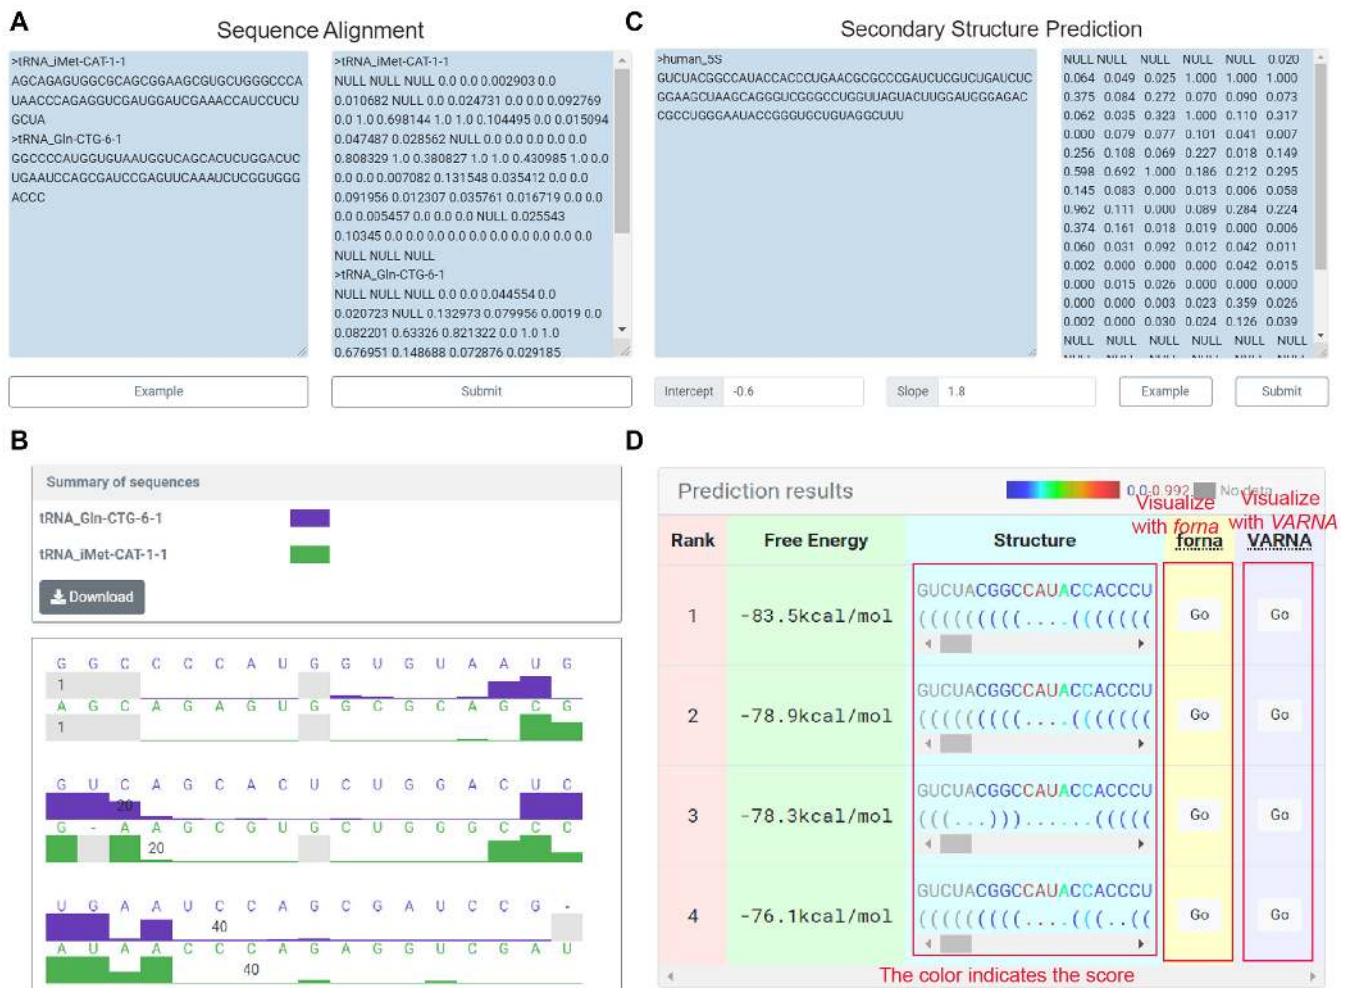 A
Sequence Alignment
>tRNA_iMet-CAT-1-1
AGCAGAGUGGCGCAGCGGAAGCGUGCUGGGCCCA
UAACCCAGAGGUCGAUGGAUCGAAACCAUCCUCU
GCUA
>tRNA_Gln-CTG-6-1
GGCCCCAUGGUGUAAUGGUCAGCACUCUGGACUC
UGAAUCCAGCGAUCCGAGUUCAAAUCUCGGUGGG
ACCC
>tRNA_iMet-CAT-1-1
NULL NULL NULL 0.0 0.0 0.002903 0.0
0.010682 NULL 0.0 0.024731 0.0 0.0 0.092769
0.0 1.0 0.698144 1.0 1.0 0.104495 0.0 0.015094
0.047487 0.028562 NULL 0.0 0.0 0.0 0.0 0.0
0.808329 1.0 0.380827 1.0 1.0 0.430985 1.0 0.0
0.0 0.0 0.007082 0.131548 0.035412 0.0 0.0
0.091956 0.012307 0.035761 0.016719 0.0 0.0
0.0 0.005457 0.0 0.0 0.0 NULL 0.025543
0.10345 0.0 0.0 0.0 0.0 0.0 0.0 0.0 0.0 0.0 0.0
NULL NULL NULL
>tRNA_Gln-CTG-6-1
NULL NULL NULL 0.0 0.0 0.044554 0.0
0.020723 NULL 0.132973 0.079956 0.0019 0.0
0.082201 0.63326 0.821322 0.0 1.0 1.0
0.676951 0.148688 0.072876 0.029185
Example
Submit
C
Secondary Structure Prediction
>human_5S
GUCUACGGCCAUACCACCCUGAACGCGCCCGAUCUCGUCUGAUCUC
GGAAGCUAAGCAGGGUCGGGCCUGGUUAGUACUUGGAUGGGAGAC
CGCCUGGGAAUACCGGGUGCUGUAGGCUUU
NULL NULL NULL NULL NULL 0.020
0.064 0.049 0.025 1.000 1.000 1.000
0.375 0.084 0.272 0.070 0.090 0.073
0.062 0.035 0.323 1.000 0.110 0.317
0.000 0.079 0.077 0.101 0.041 0.007
0.256 0.108 0.069 0.227 0.018 0.149
0.598 0.692 1.000 0.186 0.212 0.295
0.145 0.083 0.000 0.013 0.006 0.058
0.962 0.111 0.000 0.089 0.284 0.224
0.374 0.161 0.018 0.019 0.000 0.006
0.060 0.031 0.092 0.012 0.042 0.011
0.002 0.000 0.000 0.000 0.042 0.015
0.000 0.015 0.026 0.000 0.000 0.000
0.000 0.000 0.003 0.023 0.359 0.026
0.002 0.000 0.030 0.024 0.126 0.039
NULL NULL NULL NULL NULL NULL
Intercept -0.6
Slope 1.8
Example
Submit
B
Summary of sequences
tRNA_Gln-CTG-6-1
tRNA_iMet-CAT-1-1
Download
G G C C C C A U G G U G U A A U G
1
A G C A G A G U G G C G C A G C G
1
G U C A G C A C U C U G G A C U C
20
G - A A G C G U G C U G G G C C C
20
U G A A U C C A G C G A U C C G -
40
A U A A C C C A G A G G U C G A U
40
D
Prediction results
0.0-0.992
No data
Visualize with forna
Visualize with VARNA
Rank Free Energy Structure forna VARNA
GUCUACGGCCAUACCACCCU
1 -83.5kcal/mol (((((((((....((((((( Go Go
GUCUACGGCCAUACCACCCU
2 -78.9kcal/mol (((((((((....((((((( Go Go
GUCUACGGCCAUACCACCCU
3 -78.3kcal/mol (((...)))......((((( Go Go
GUCUACGGCCAUACCACCCU
4 -76.1kcal/mol (((((((((....(((..(( Go Go
The color indicates the score